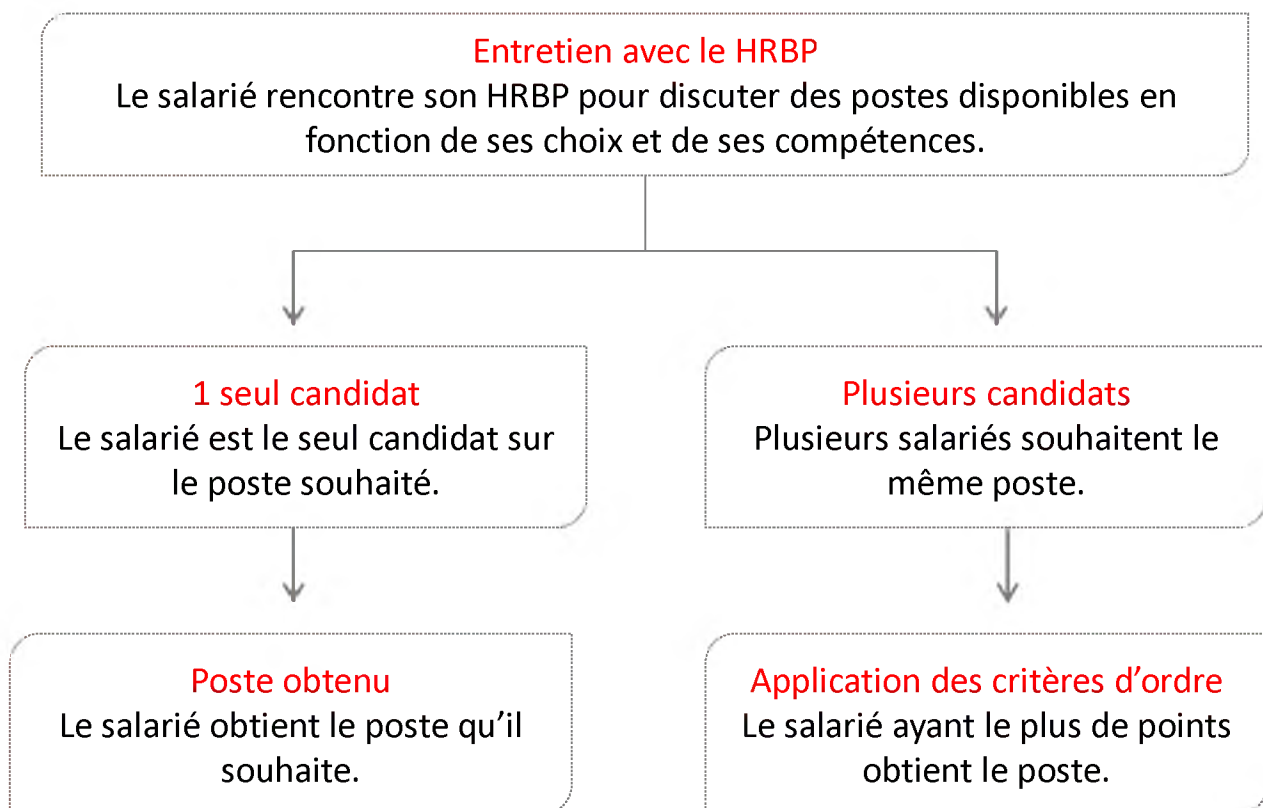 Entretien avec le HRBP
Le salarié rencontre son HRBP pour discuter des postes disponibles en
fonction de ses choix et de ses compétences.
1 seul candidat
Le salarié est le seul candidat sur
le poste souhaité.
Plusieurs candidats
Plusieurs salariés souhaitent le
même poste.
Poste obtenu
Le salarié obtient le poste qu’il
souhaite.
Application des critères d’ordre
Le salarié ayant le plus de points
obtient le poste.